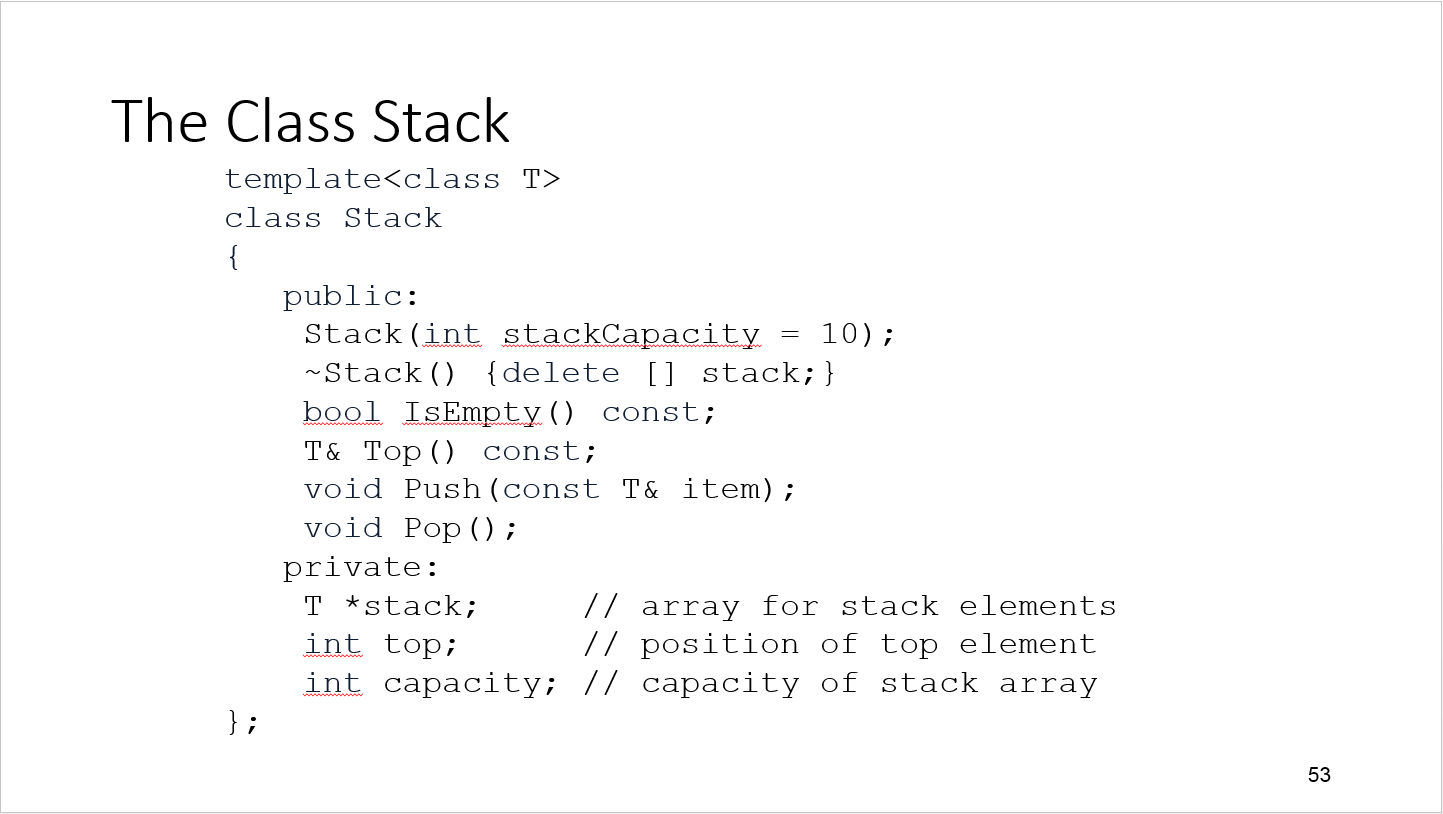 The Class Stack
template<class T>
class Stack
{
public:
Stack(int stackCapacity = 10);
~Stack() {delete [] stack;}
bool IsEmpty() const;
T& Top() const;
void Push(const T& item);
void Pop();
private:
T *stack; // array for stack elements
int top; // position of top element
int capacity; // capacity of stack array
};
53